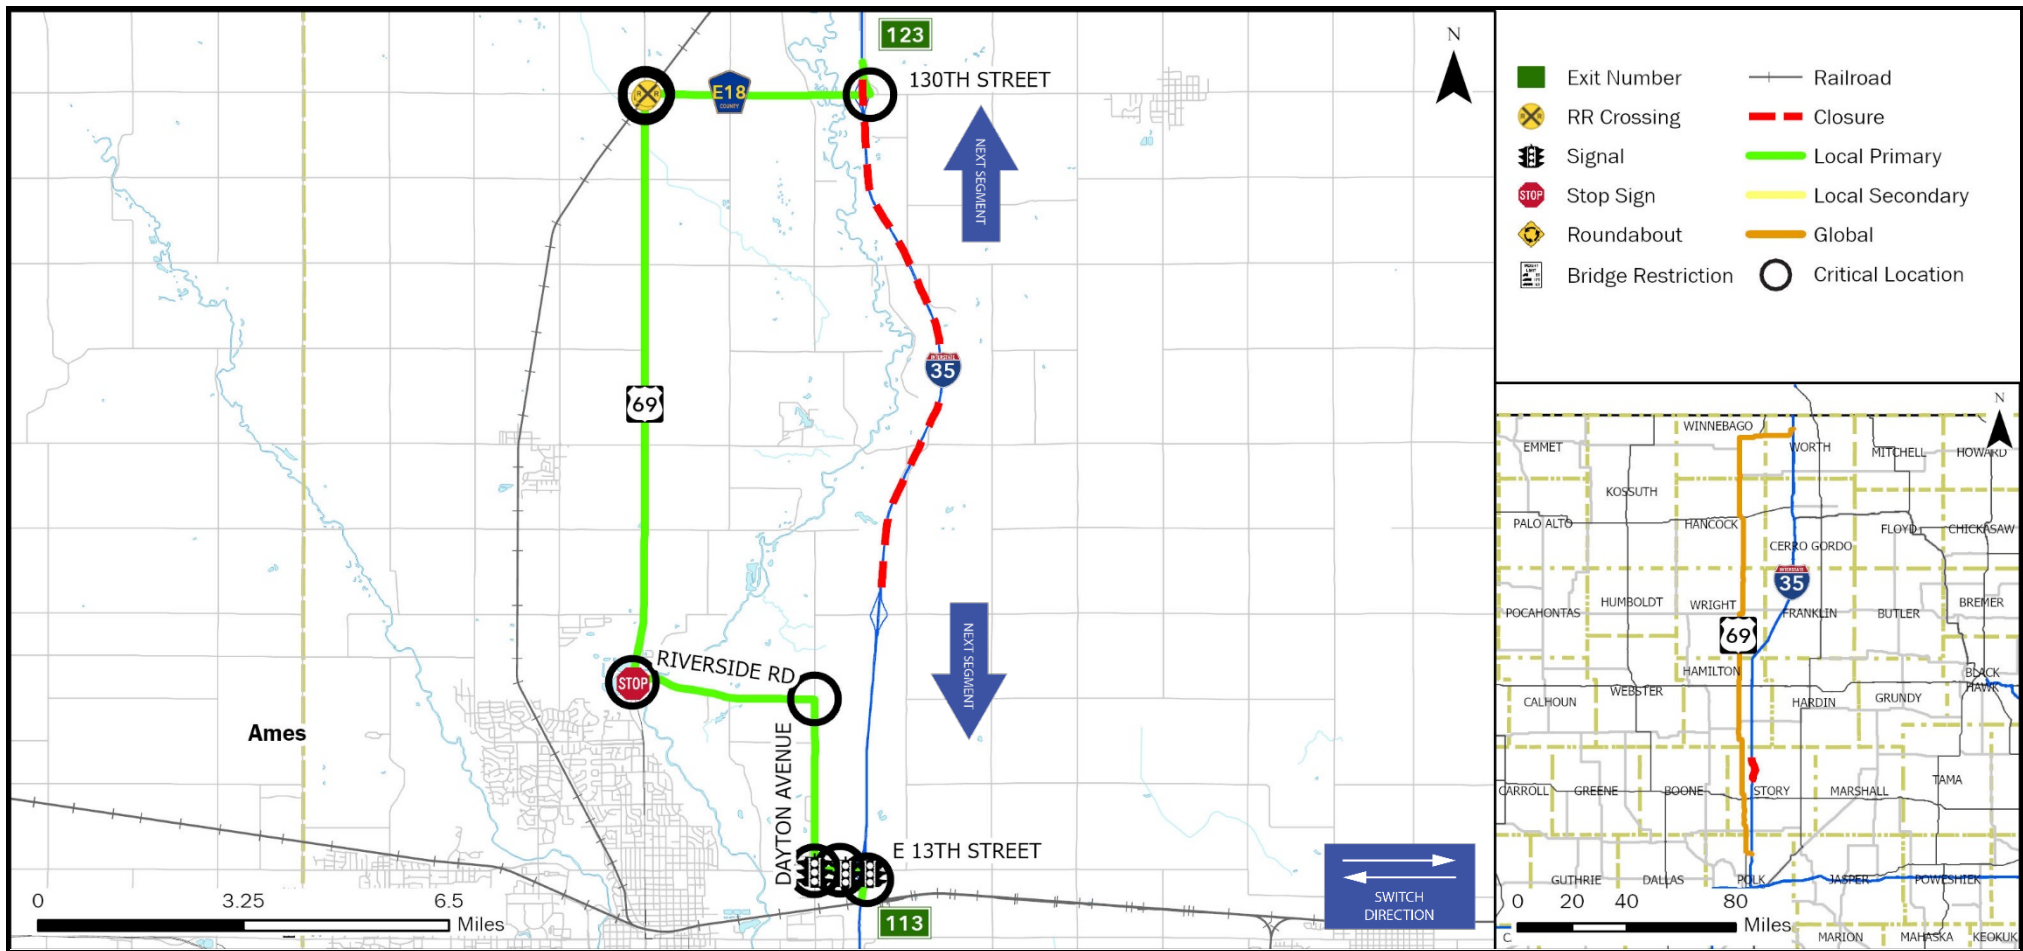 123
N
130TH STREET
E18
COUNTY
NEXT SEGMENT
INTERSTATE
35
69
RIVERSIDE RD
STOP
NEXT SEGMENT
Ames
DAYTON AVENUE
E 13TH STREET
113
0 3.25 6.5
Miles
SWITCH
DIRECTION
Exit Number
Railroad
RR Crossing
Closure
Signal
Local Primary
STOP
Stop Sign
Local Secondary
Roundabout
Global
Bridge Restriction
Critical Location
N
WINNEBAGO
EMMET
WORTH
MITCHELL
HOWARD
KOSSUTH
PALO ALTO
HANCOCK
FLOYD
CHICKASAW
CERRO GORDO
INTERSTATE
35
POCAHONTAS
HUMBOLDT
WRIGHT
FRANKLIN
BUTLER
BREMER
69
HAMILTON
BLACK
HAWK
CALHOUN
WEBSTER
HARDIN
GRUNDY
TAMA
CARROLL
GREENE
BOONE
STORY
MARSHALL
GUTHRIE
DALLAS
POLK
JASPER
POWESHIEK
0 20 40 80
Miles
C
MARION
MAHASKA
KEOKUK